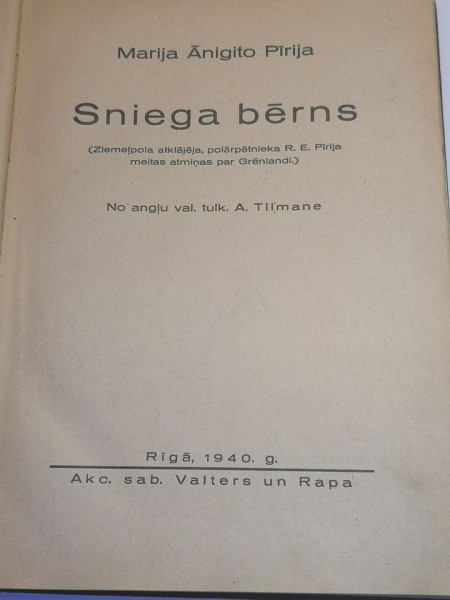 Marija Ānigito Pīrija
Sniega bērns
(Ziemeļpola atklājēja, polārpētnieka R. E. Pīrija
meitas atmiņas par Grēnlandi.)
No angļu val. tulk. A. Tiļmane
Rīgā, 1940. g.
Akc. sab. Valters un Rapa